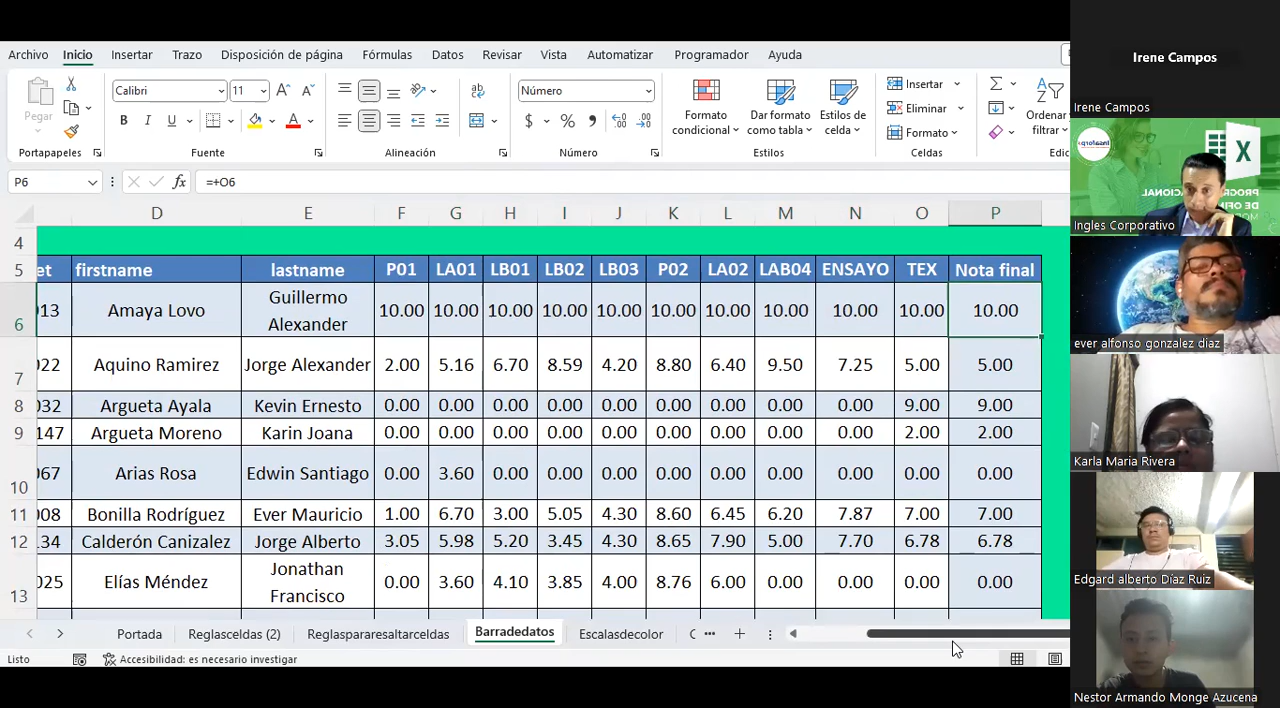 Archivo Inicio Insertar Trazo Disposición de página Fórmulas Datos Revisar Vista Automatizar Programador Ayuda
Pegar
Calibri 11
N K S
A
Número
$ % 9
Formato condicional
Dar formato como tabla
Estilos de celda
Insertar
Eliminar
Formato
Ordenar
filtrar
Portapapeles Fuente Alineación Número Estilos Celdas
P6 fx =+O6
D E F G H I J K L M N O P
4
5 et firstname lastname P01 LA01 LB01 LB02 LB03 P02 LA02 LAB04 ENSAYO TEX Nota final
6 013 Amaya Lovo Guillermo Alexander 10.00 10.00 10.00 10.00 10.00 10.00 10.00 10.00 10.00 10.00 10.00
7 022 Aquino Ramirez Jorge Alexander 2.00 5.16 6.70 8.59 4.20 8.80 6.40 9.50 7.25 5.00 5.00
8 032 Argueta Ayala Kevin Ernesto 0.00 0.00 0.00 0.00 0.00 0.00 0.00 0.00 0.00 9.00 9.00
9 147 Argueta Moreno Karin Joana 0.00 0.00 0.00 0.00 0.00 0.00 0.00 0.00 0.00 2.00 2.00
10 067 Arias Rosa Edwin Santiago 0.00 3.60 0.00 0.00 0.00 0.00 0.00 0.00 0.00 0.00 0.00
11 008 Bonilla Rodríguez Ever Mauricio 1.00 6.70 3.00 5.05 4.30 8.60 6.45 6.20 7.87 7.00 7.00
12 134 Calderón Canizalez Jorge Alberto 3.05 5.95 5.20 3.45 4.30 8.65 7.90 5.00 7.70 6.78 6.78
13 025 Elías Méndez Jonathan Francisco 0.00 3.60 4.10 3.85 4.00 8.76 6.00 0.00 0.00 0.00 0.00
Portada Reglasceldas (2) Reglaspararesaltarceldas Barradedatos Escalasdecolor
Listo Accesibilidad: es necesario investigar
Irene Campos
Irene Campos
Ingles Corporativo
ever alfonso gonzalez diaz
Karla Maria Rivera
Edgard alberto Díaz Ruiz
Nestor Armando Monge Azucena